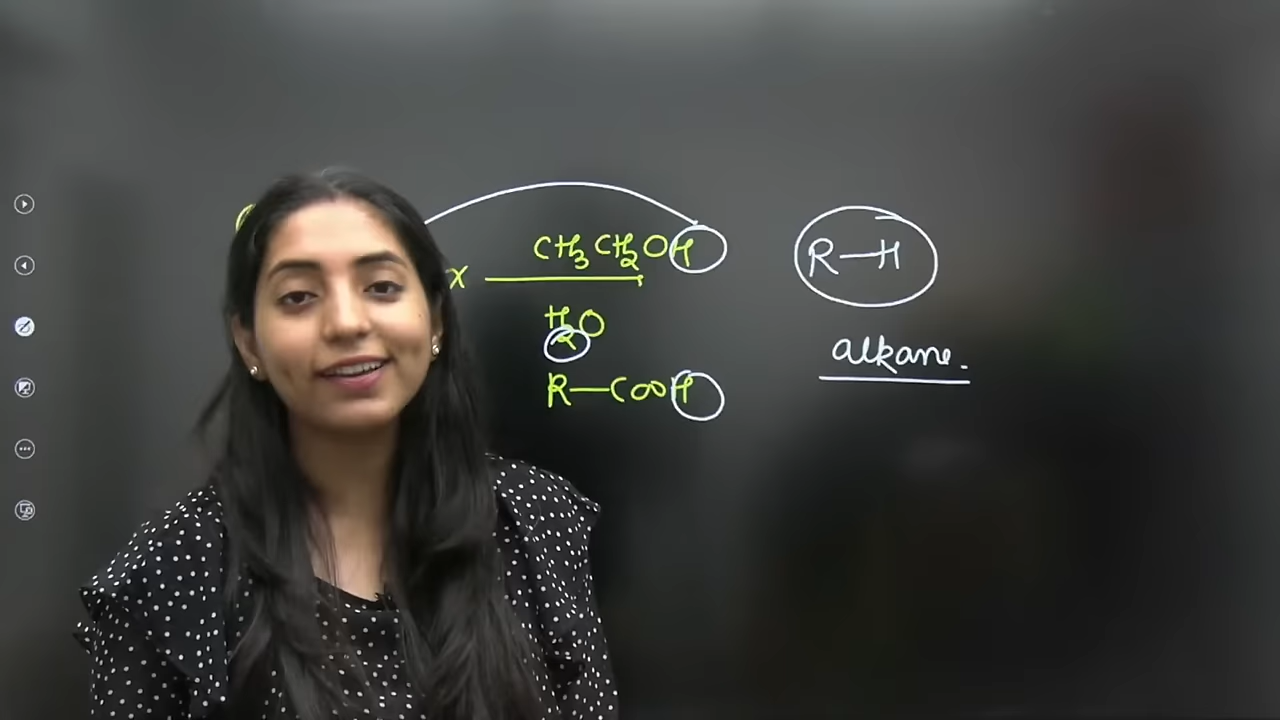 X CH₃CH₂OH R—H
H₂O
alkane.
R—COOH